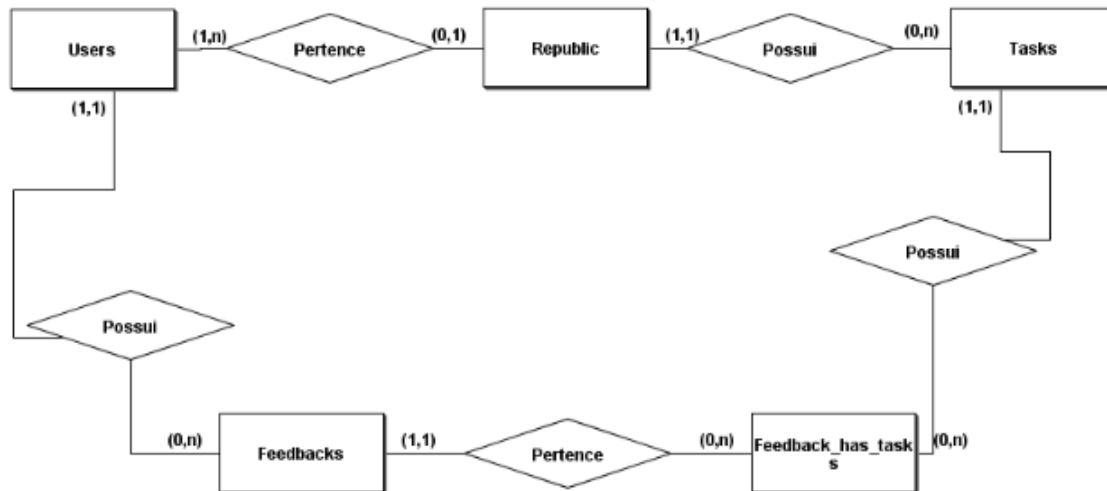 Users
(1,n)
Pertence
(0,1)
Republic
(1,1)
Possui
(0,n)
Tasks
(1,1)
(1,1)
Possui
Possui
(0,n)
Feedbacks
(1,1)
Pertence
(0,n)
Feedback_has_task
s
(0,n)